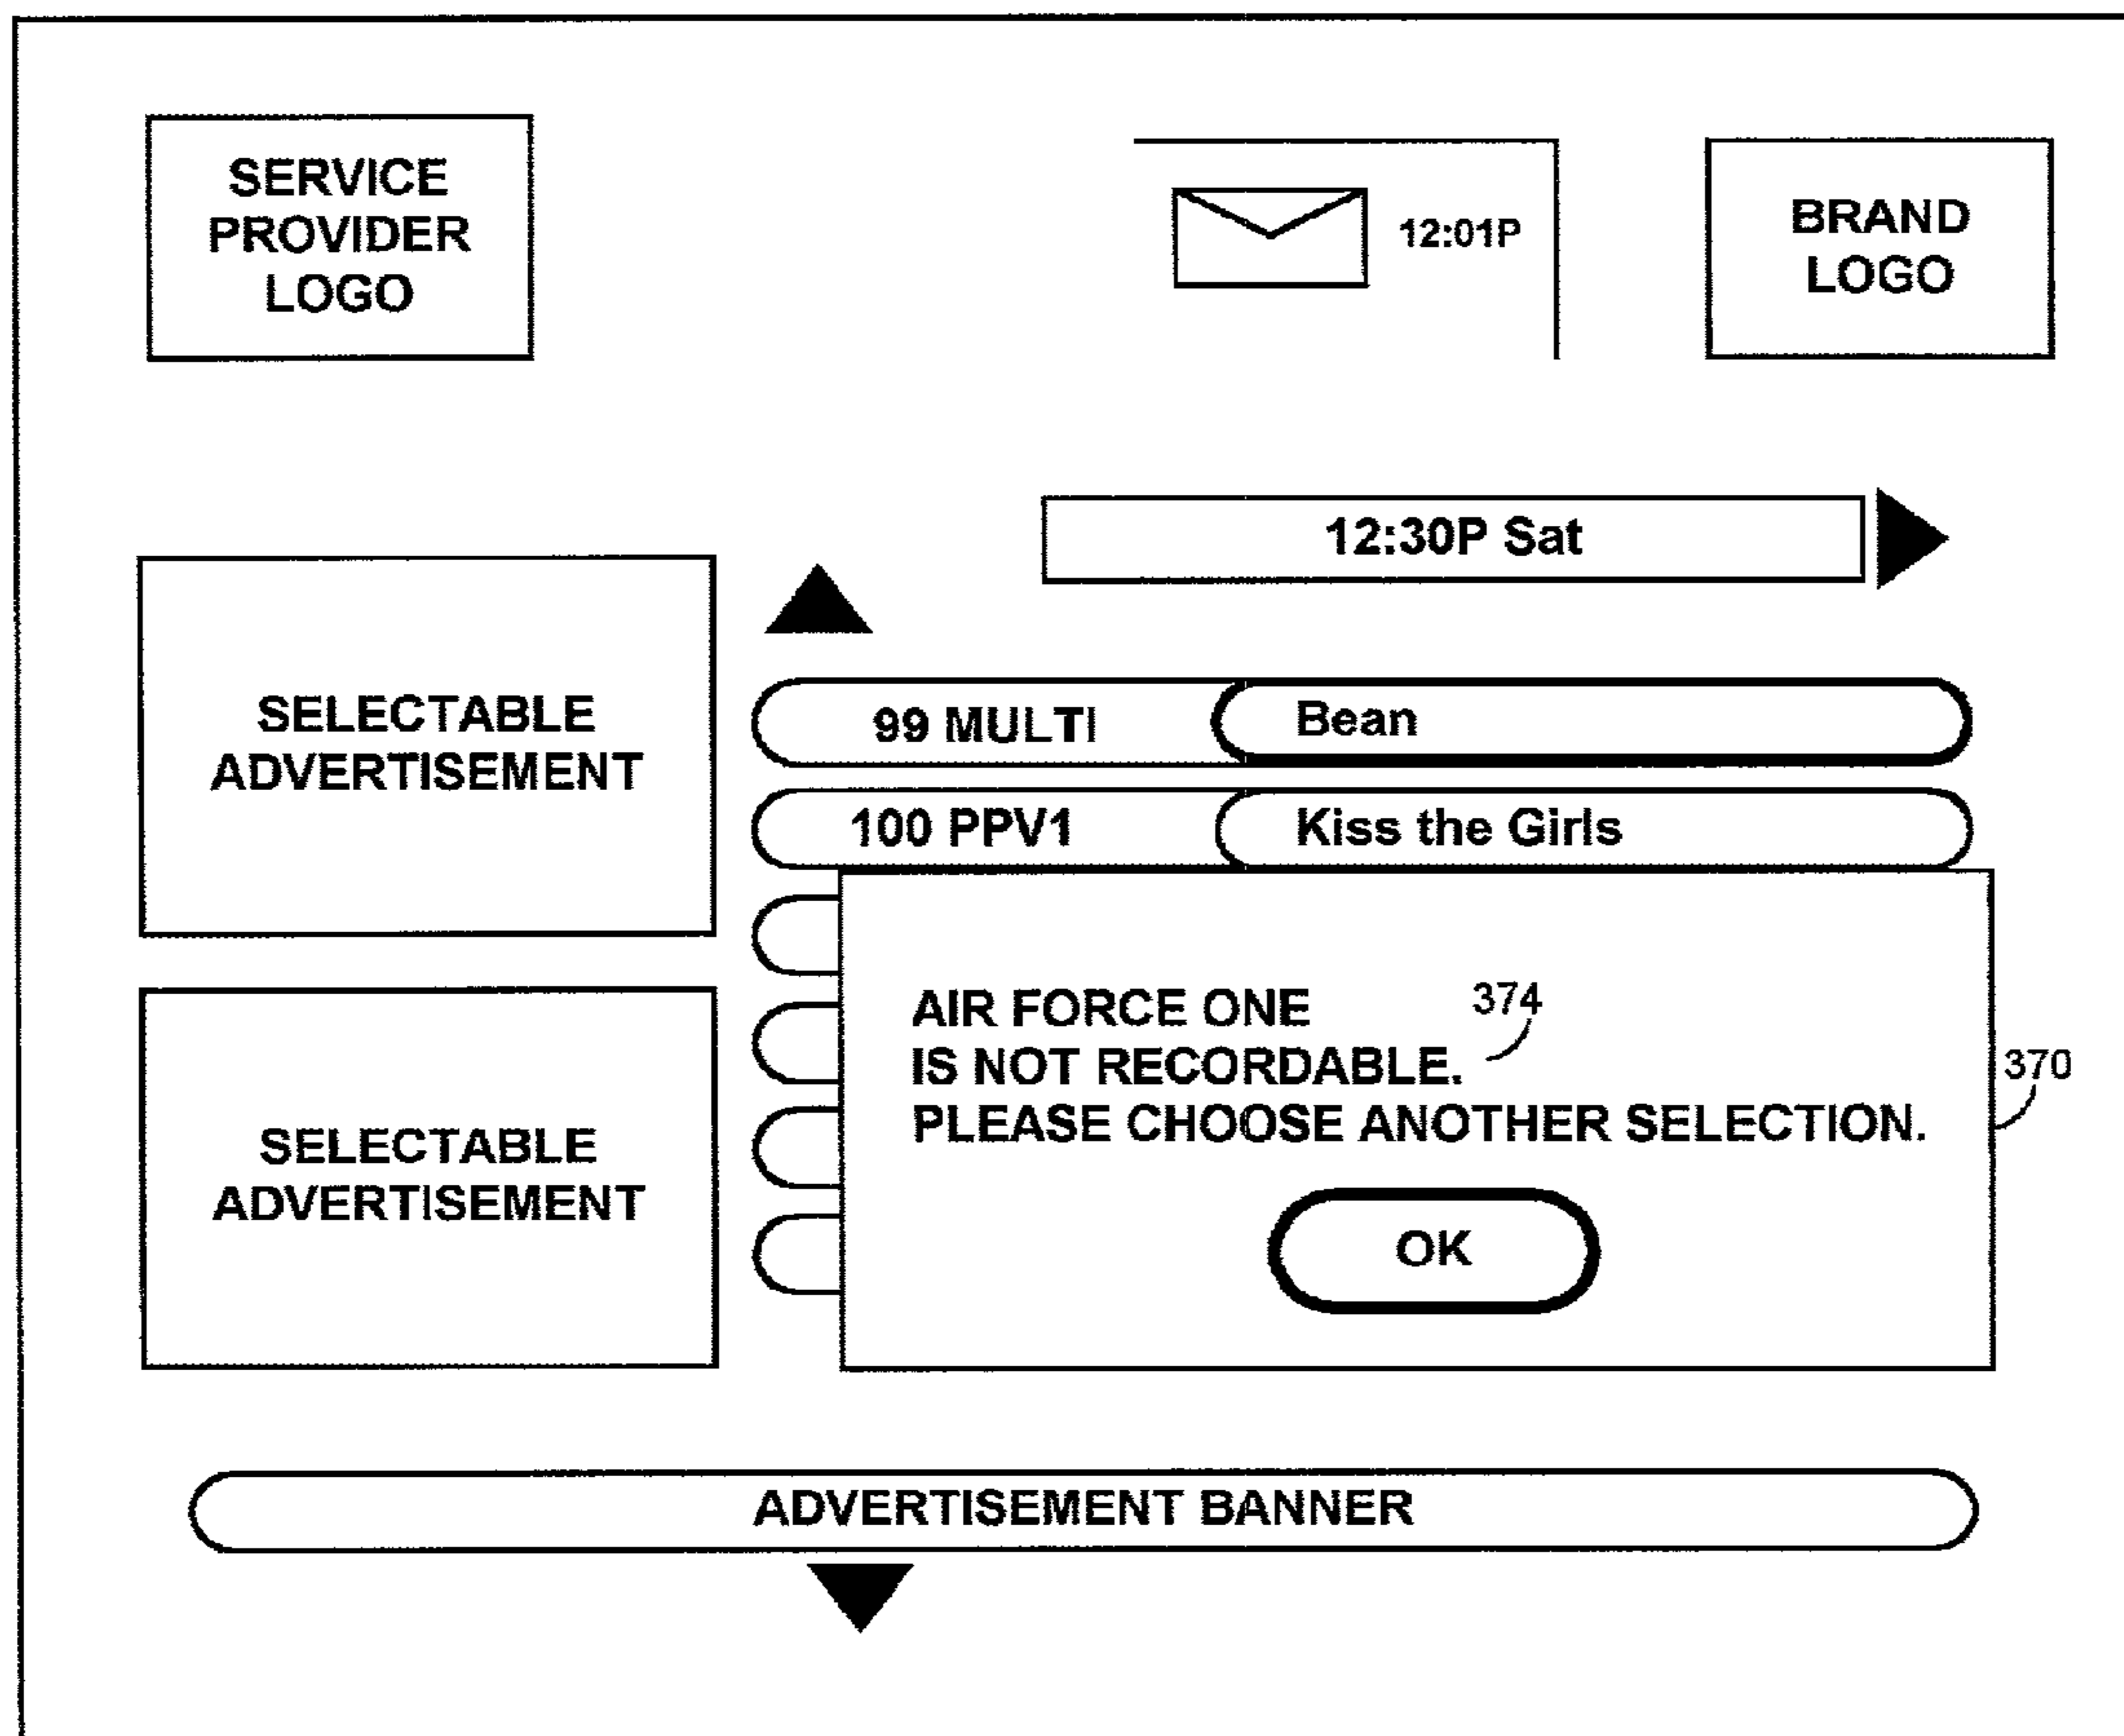 SERVICE
PROVIDER
LOGO
12:01P
BRAND
LOGO
12:30P Sat
SELECTABLE
ADVERTISEMENT
99 MULTI
Bean
100 PPV1
Kiss the Girls
AIR FORCE ONE
374
IS NOT RECORDABLE.
370
PLEASE CHOOSE ANOTHER SELECTION.
OK
SELECTABLE
ADVERTISEMENT
ADVERTISEMENT BANNER